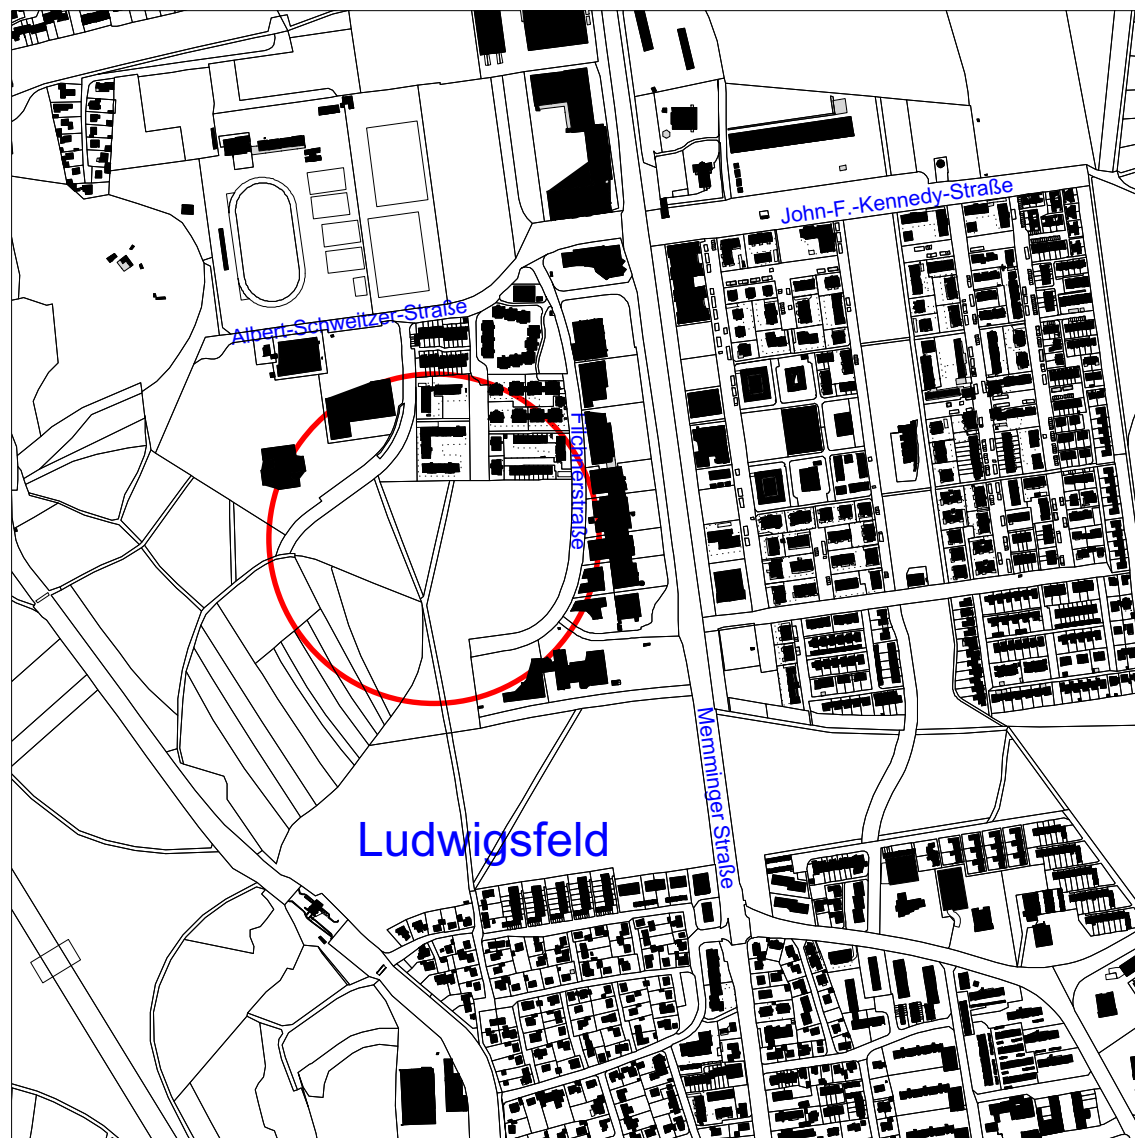 John-F.-Kennedy-Straße
Albert-Schweitzer-Straße
Filchnerstraße
Memminger Straße
Ludwigsfeld